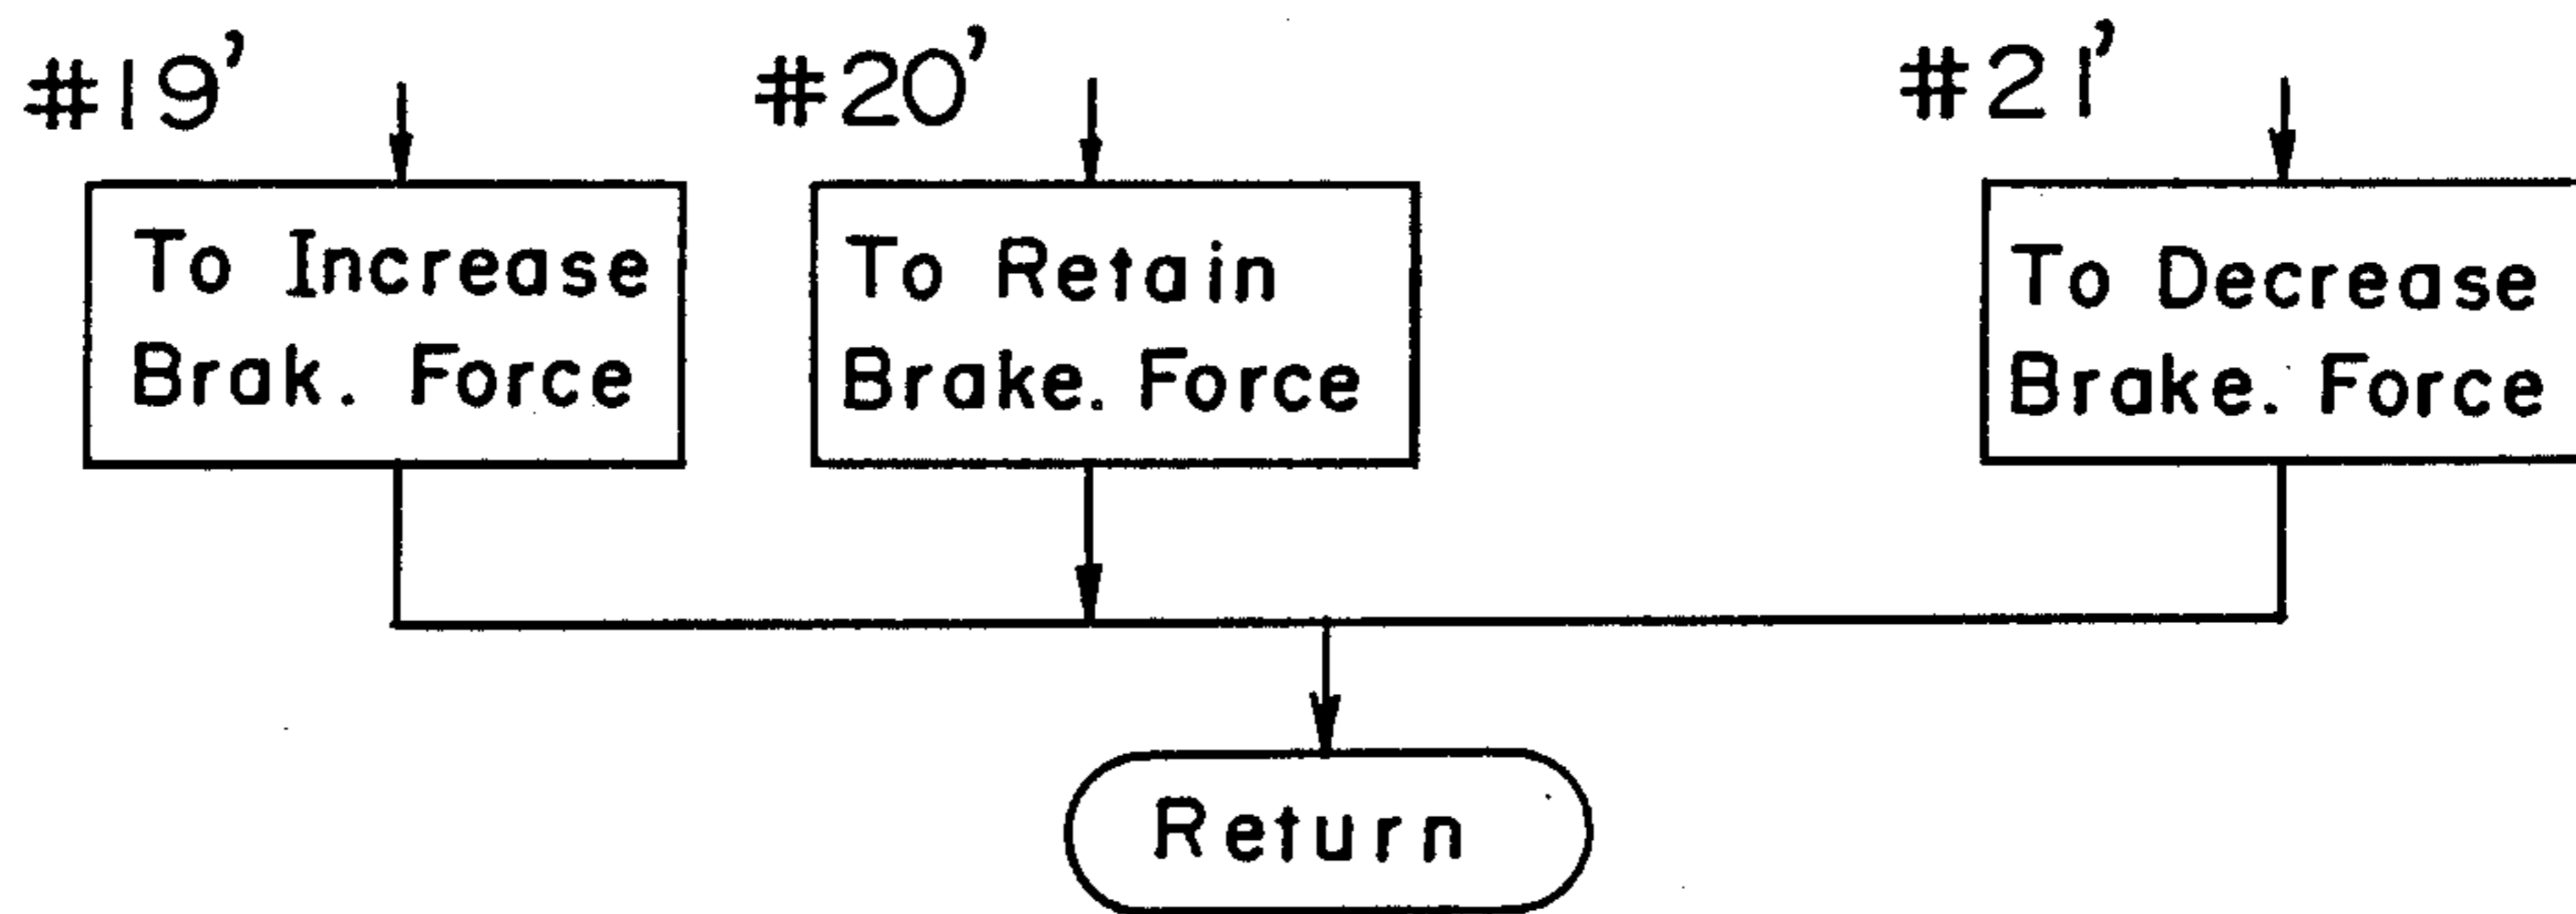 #19'
#20'
#21'
To Increase
Brak. Force
To Retain
Brake. Force
To Decrease
Brake. Force
Return